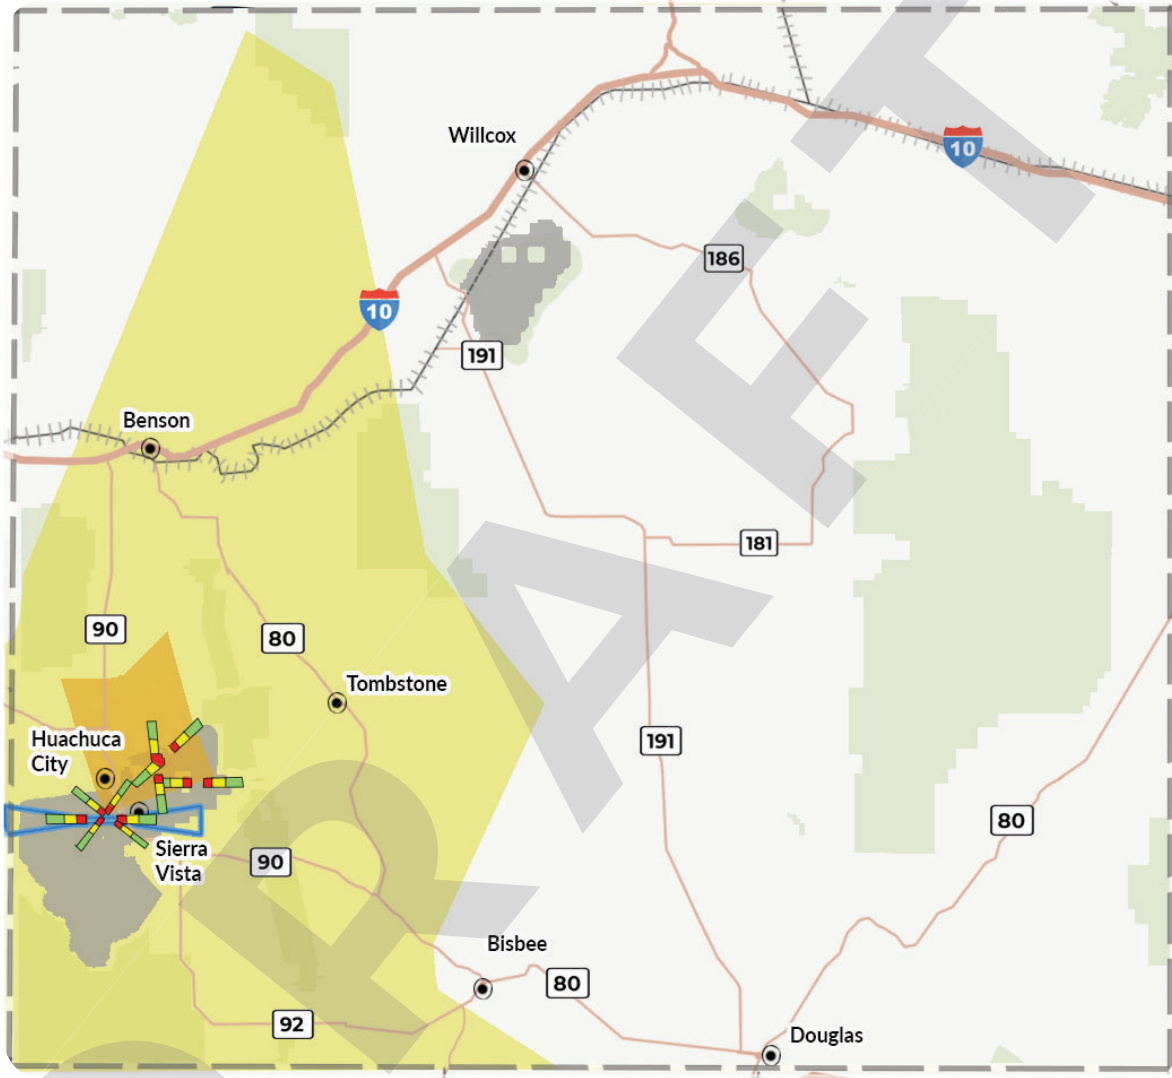 Willcox
10
186
10
191
Benson
181
90
80
Tombstone
Huachuca
City
191
80
Sierra
Vista
90
Bisbee
80
92
Douglas
DRAFT